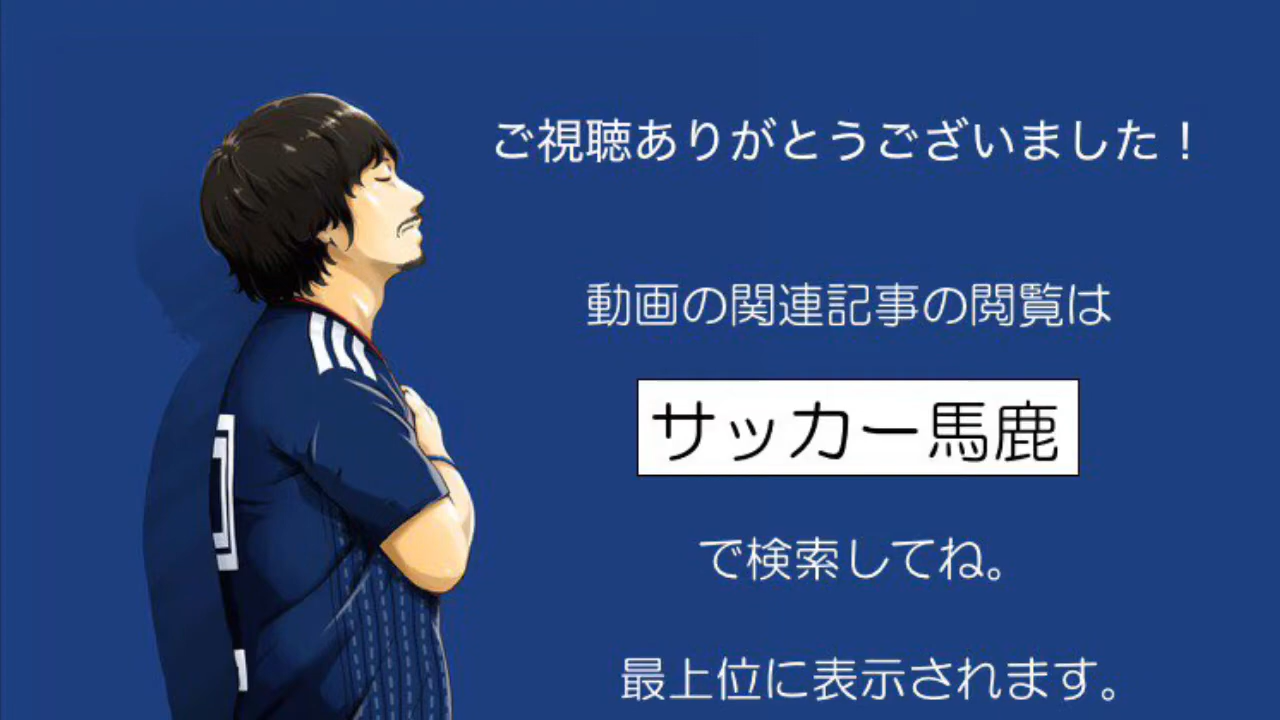 ご視聴ありがとうございました！
動画の関連記事の閲覧は
サッカー馬鹿
で検索してね。
最上位に表示されます。